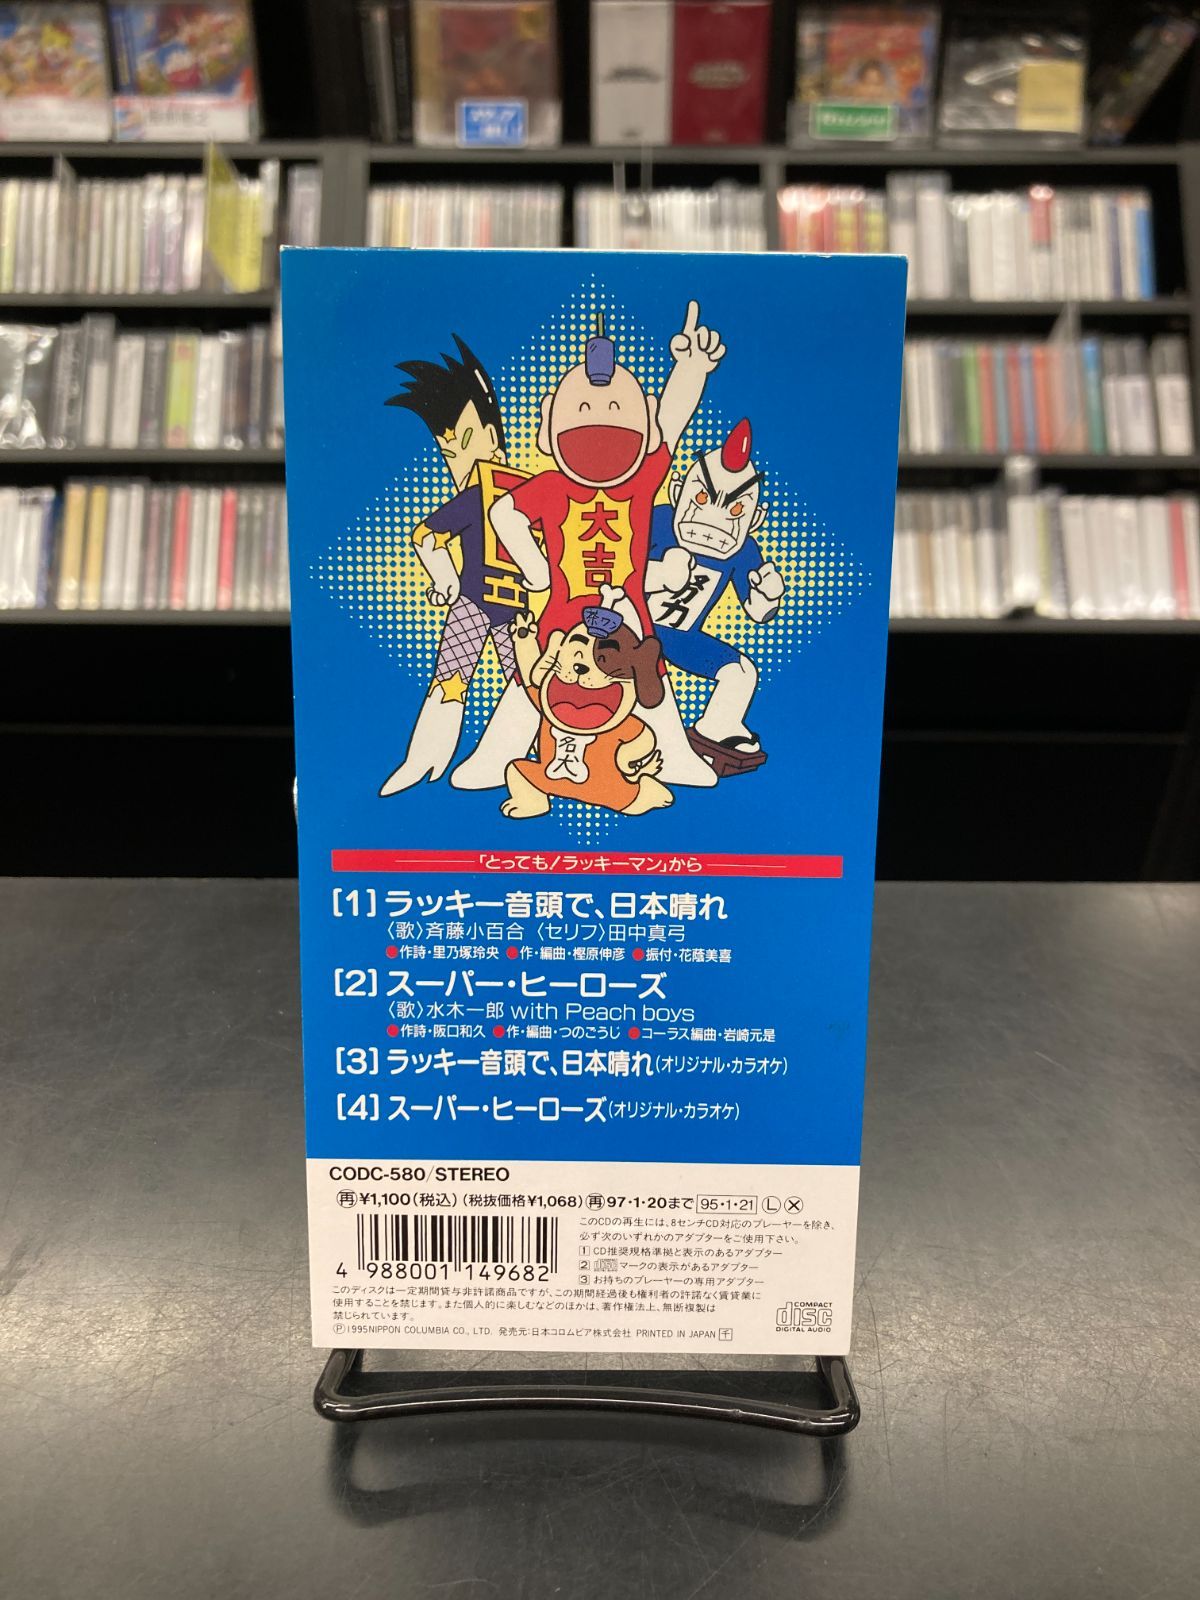 大吉
努力
ホワン
名犬
「とっても!ラッキーマン」から
[1] ラッキー音頭で、日本晴れ
〈歌〉斉藤小百合 〈セリフ〉田中真弓
●作詩・里乃塚玲央 ●作・編曲・樫原伸彦 ●振付・花蔭美喜
[2] スーパー・ヒーローズ
〈歌〉水木一郎 with Peach boys
●作詩・阪口和久 ●作・編曲・つのごうじ ●コーラス編曲・岩崎元是
[3] ラッキー音頭で、日本晴れ(オリジナル・カラオケ)
[4] スーパー・ヒーローズ(オリジナル・カラオケ)
CODC-580/STEREO
再¥1,100(税込)(税抜価格¥1,068) 再97・1・20まで 95・1・21 L X
このCDの再生には、8センチCD対応のプレーヤーを除き、
必ず次のいずれかのアダプターをご使用下さい。
1 CD推奨規格準拠と表示のあるアダプター
2 マークの表示があるアダプター
3 お持ちのプレーヤーの専用アダプター
4 988001 149682
このディスクは一定期間貸与非許諾商品ですが、この期間経過後も権利者の許諾なく賃貸業に
使用することを禁じます。また個人的に楽しむなどのほかは、著作権法上、無断複製は
禁じられています。
Ⓟ1995NIPPON COLUMBIA CO., LTD. 発売元:日本コロムビア株式会社 PRINTED IN JAPAN 千
COMPACT
disc
DIGITAL AUDIO